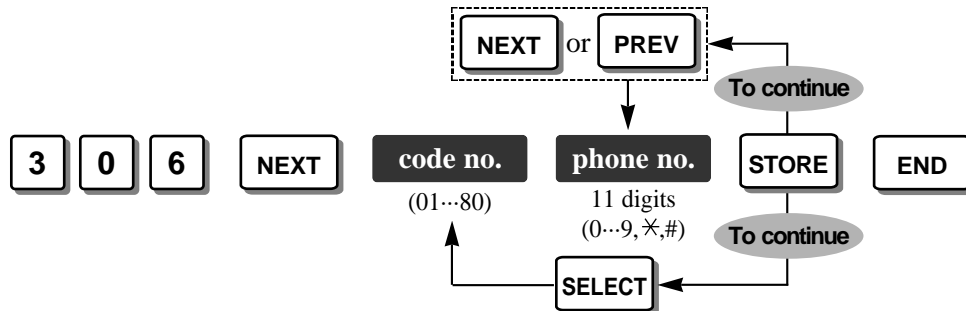 NEXT or PREV
To continue
3 0 6 NEXT code no. phone no. STORE END
(01···80) 11 digits
(0···9,✳,#)
To continue
SELECT